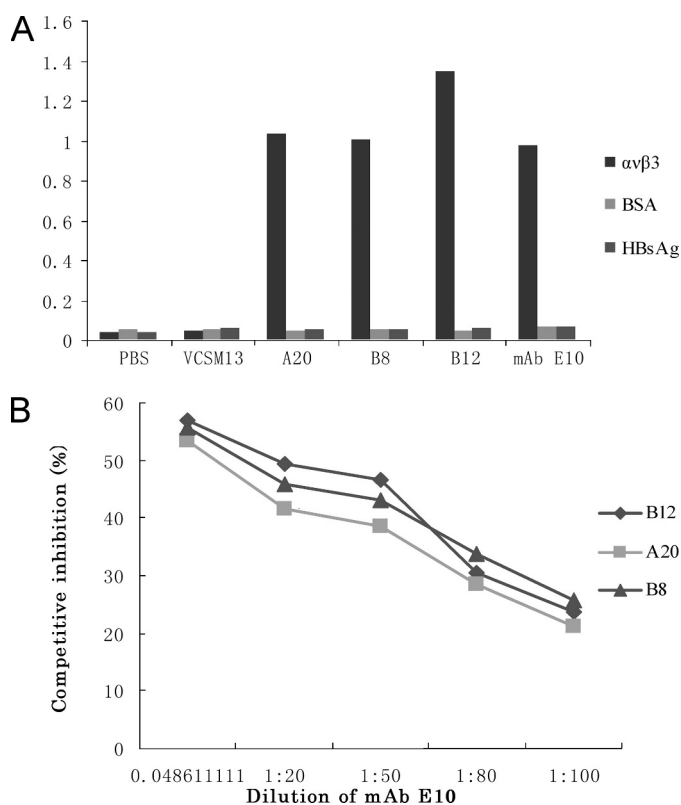 A
1.6
1.4
1.2
1
0.8
0.6
0.4
0.2
0
PBS VCSM13 A20 B8 B12 mAb E10
ανβ3
BSA
HBsAg
B
60
50
40
30
20
10
0
Competitive inhibition (%)
0.048611111 1:20 1:50 1:80 1:100
Dilution of mAb E10
B12
A20
B8